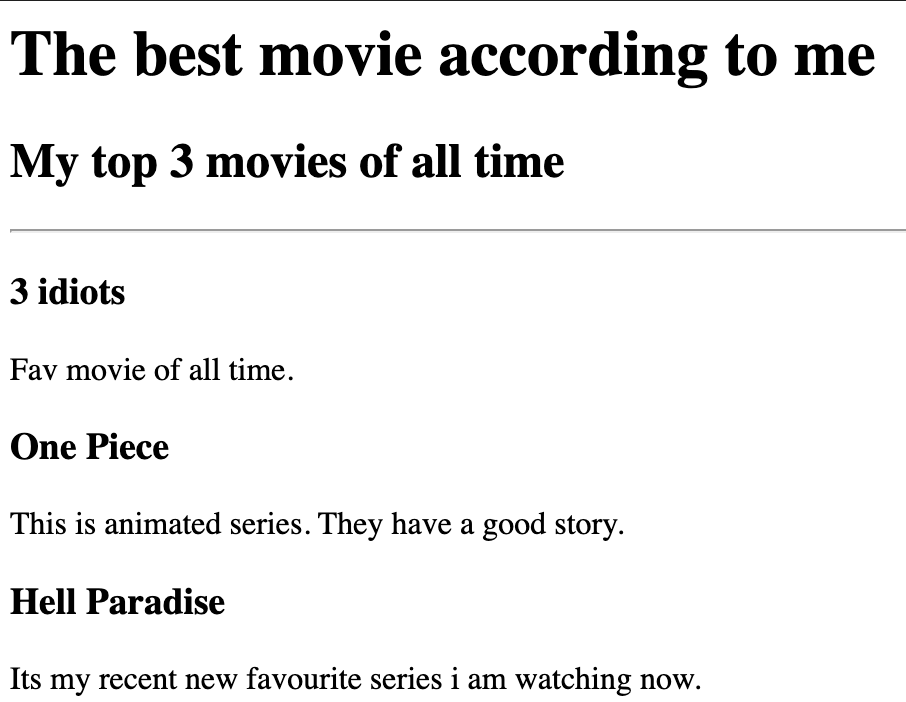 The best movie according to me
My top 3 movies of all time
3 idiots
Fav movie of all time.
One Piece
This is animated series. They have a good story.
Hell Paradise
Its my recent new favourite series i am watching now.